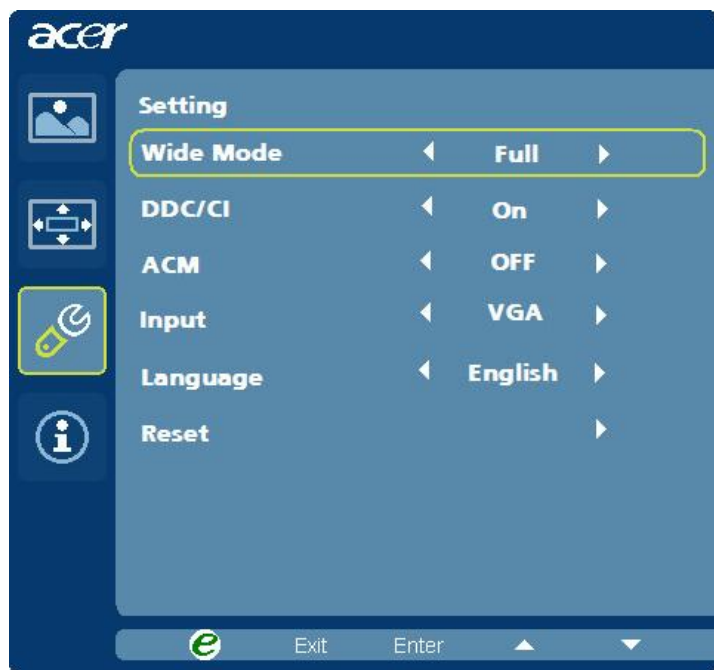 acer
Setting
Wide Mode Full
DDC/CI On
ACM OFF
Input VGA
Language English
Reset
e Exit Enter